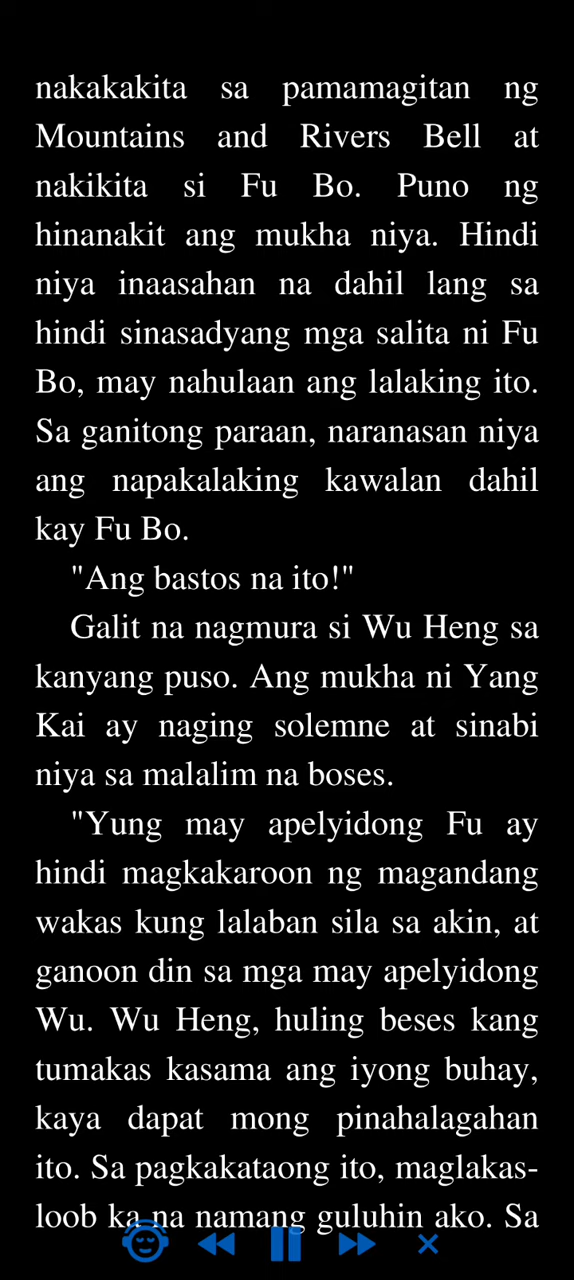 nakakakita sa pamamagitan ng
Mountains and Rivers Bell at
nakikita si Fu Bo. Puno ng
hinanakit ang mukha niya. Hindi
niya inaasahan na dahil lang sa
hindi sinasadyang mga salita ni Fu
Bo, may nahulaan ang lalaking ito.
Sa ganitong paraan, naranasan niya
ang napakalaking kawalan dahil
kay Fu Bo.
"Ang bastos na ito!"
Galit na nagmura si Wu Heng sa
kanyang puso. Ang mukha ni Yang
Kai ay naging solemne at sinabi
niya sa malalim na boses.
"Yung may apelyidong Fu ay
hindi magkakaroon ng magandang
wakas kung lalaban sila sa akin, at
ganoon din sa mga may apelyidong
Wu. Wu Heng, huling beses kang
tumakas kasama ang iyong buhay,
kaya dapat mong pinahalagahan
ito. Sa pagkakataong ito, maglakas-
loob ka na namang guluhin ako. Sa